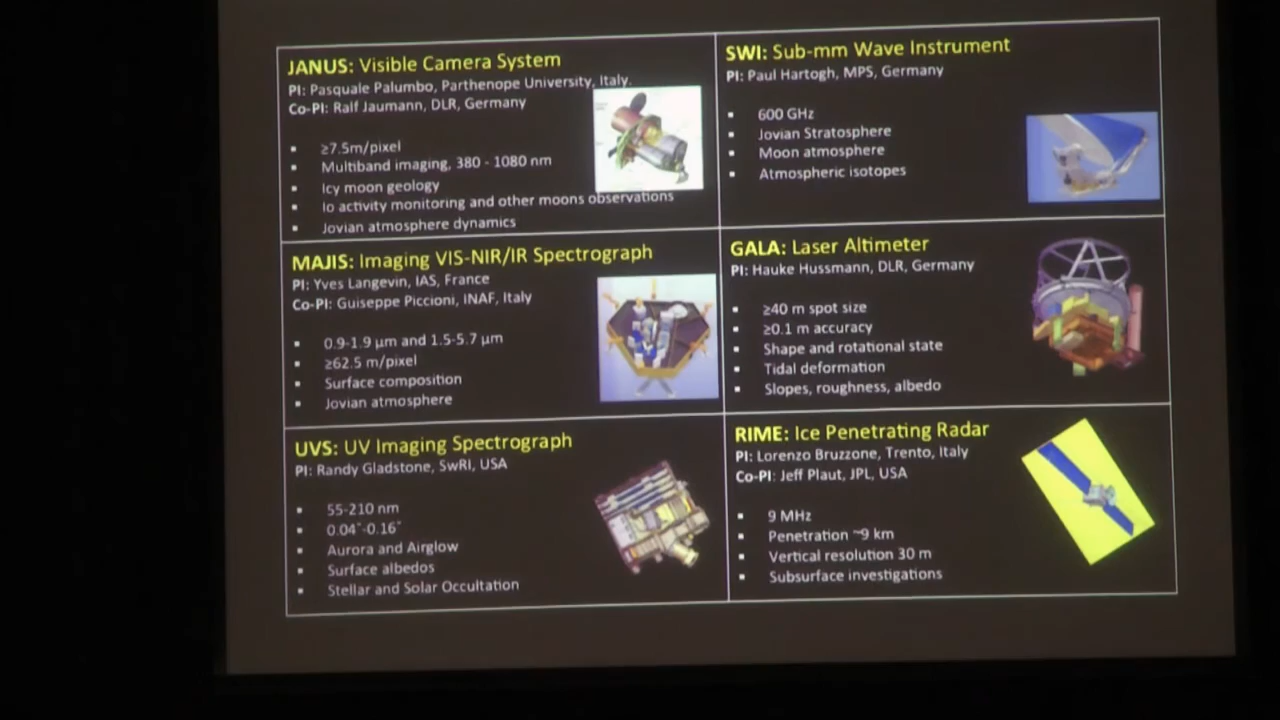 JANUS: Visible Camera System
PI: Pasquale Palumbo, Parthenope University, Italy.
Co-PI: Ralf Jaumann, DLR, Germany
▪ ≥7.5m/pixel
▪ Multiband imaging, 380 - 1080 nm
▪ Icy moon geology
▪ Io activity monitoring and other moons observations
▪ Jovian atmosphere dynamics
SWI: Sub-mm Wave Instrument
PI: Paul Hartogh, MPS, Germany
▪ 600 GHz
▪ Jovian Stratosphere
▪ Moon atmosphere
▪ Atmospheric isotopes
MAJIS: Imaging VIS-NIR/IR Spectrograph
PI: Yves Langevin, IAS, France
Co-PI: Guiseppe Piccioni, INAF, Italy
▪ 0.9-1.9 µm and 1.5-5.7 µm
▪ ≥62.5 m/pixel
▪ Surface composition
▪ Jovian atmosphere
GALA: Laser Altimeter
PI: Hauke Hussmann, DLR, Germany
▪ ≥40 m spot size
▪ ≥0.1 m accuracy
▪ Shape and rotational state
▪ Tidal deformation
▪ Slopes, roughness, albedo
UVS: UV Imaging Spectrograph
PI: Randy Gladstone, SwRI, USA
▪ 55-210 nm
▪ 0.04˚-0.16˚
▪ Aurora and Airglow
▪ Surface albedos
▪ Stellar and Solar Occultation
RIME: Ice Penetrating Radar
PI: Lorenzo Bruzzone, Trento, Italy
Co-PI: Jeff Plaut, JPL, USA
▪ 9 MHz
▪ Penetration ~9 km
▪ Vertical resolution 30 m
▪ Subsurface investigations